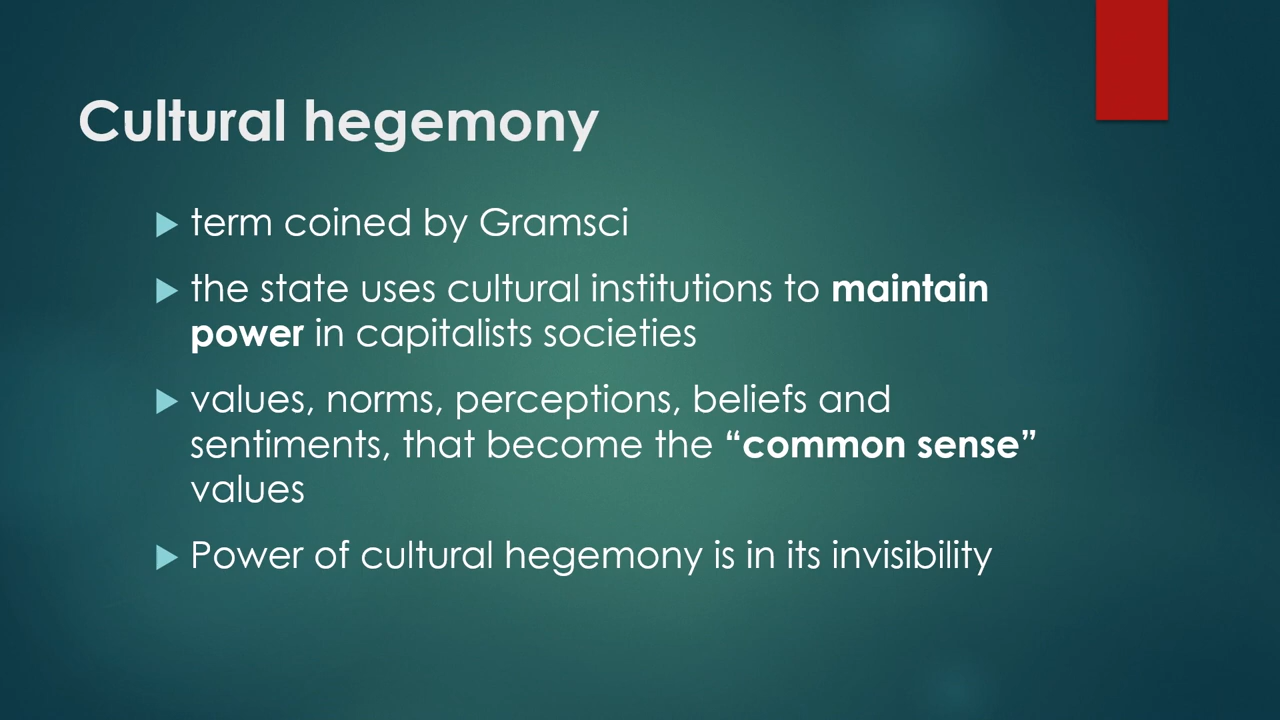 Cultural hegemony
term coined by Gramsci
the state uses cultural institutions to maintain
power in capitalists societies
values, norms, perceptions, beliefs and
sentiments, that become the “common sense”
values
Power of cultural hegemony is in its invisibility